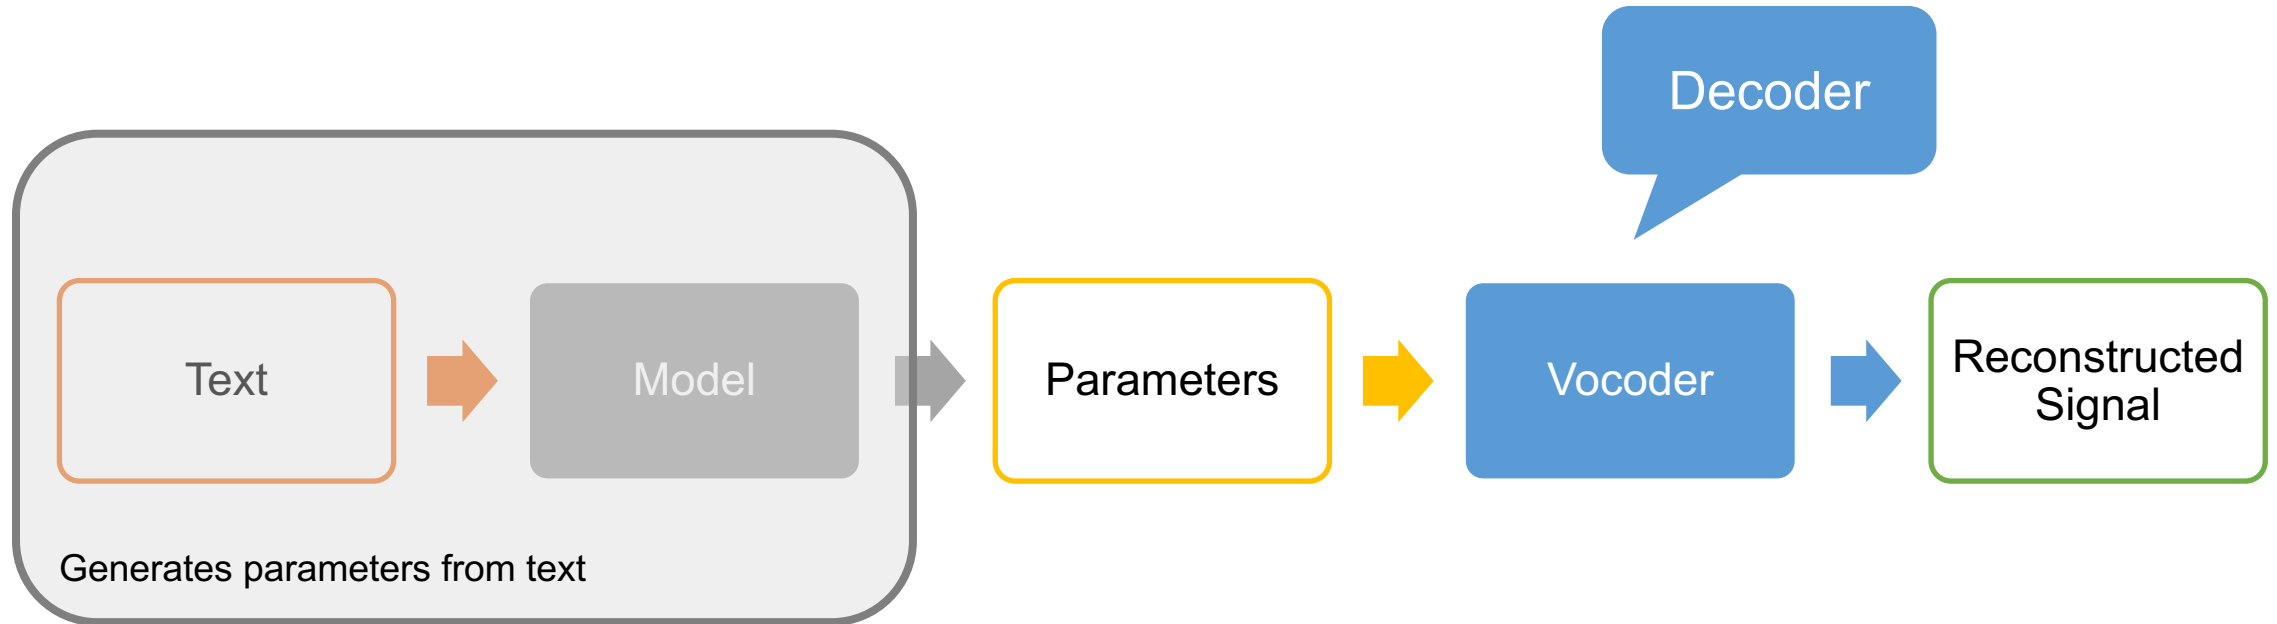 Decoder
Text
Model
Parameters
Vocoder
Reconstructed
Signal
Generates parameters from text